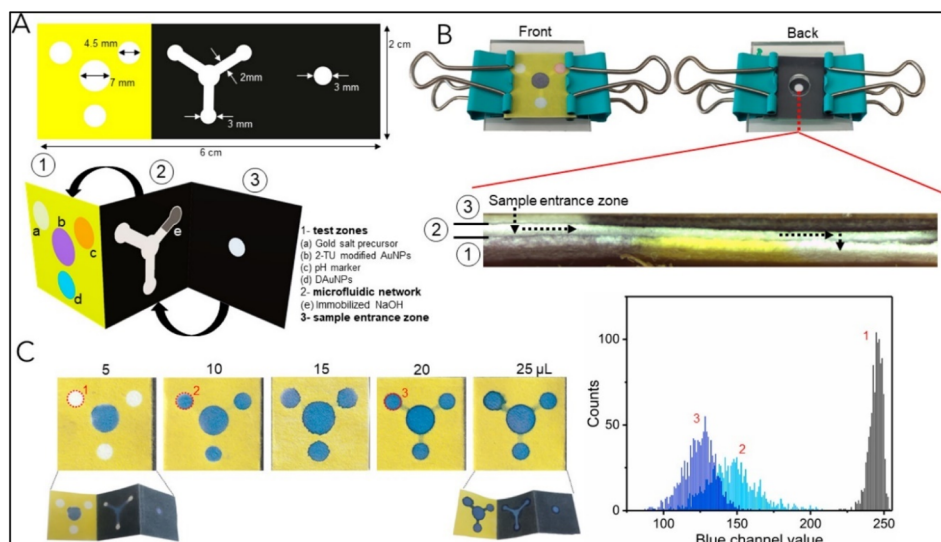 A
4.5 mm
7 mm
2mm
3 mm
3 mm
2 cm
6 cm
1
2
3
a
b
c
d
e
1- test zones
(a) Gold salt precursor
(b) 2-TU modified AuNPs
(c) pH marker
(d) DAuNPs
2- microfluidic network
(e) Immobilized NaOH
3- sample entrance zone
B
Front
Back
3
2
1
Sample entrance zone
C
5
10
15
20
25 µL
1
2
3
Counts
100
50
0
1
3
2
100
150
200
250
Blue channel value